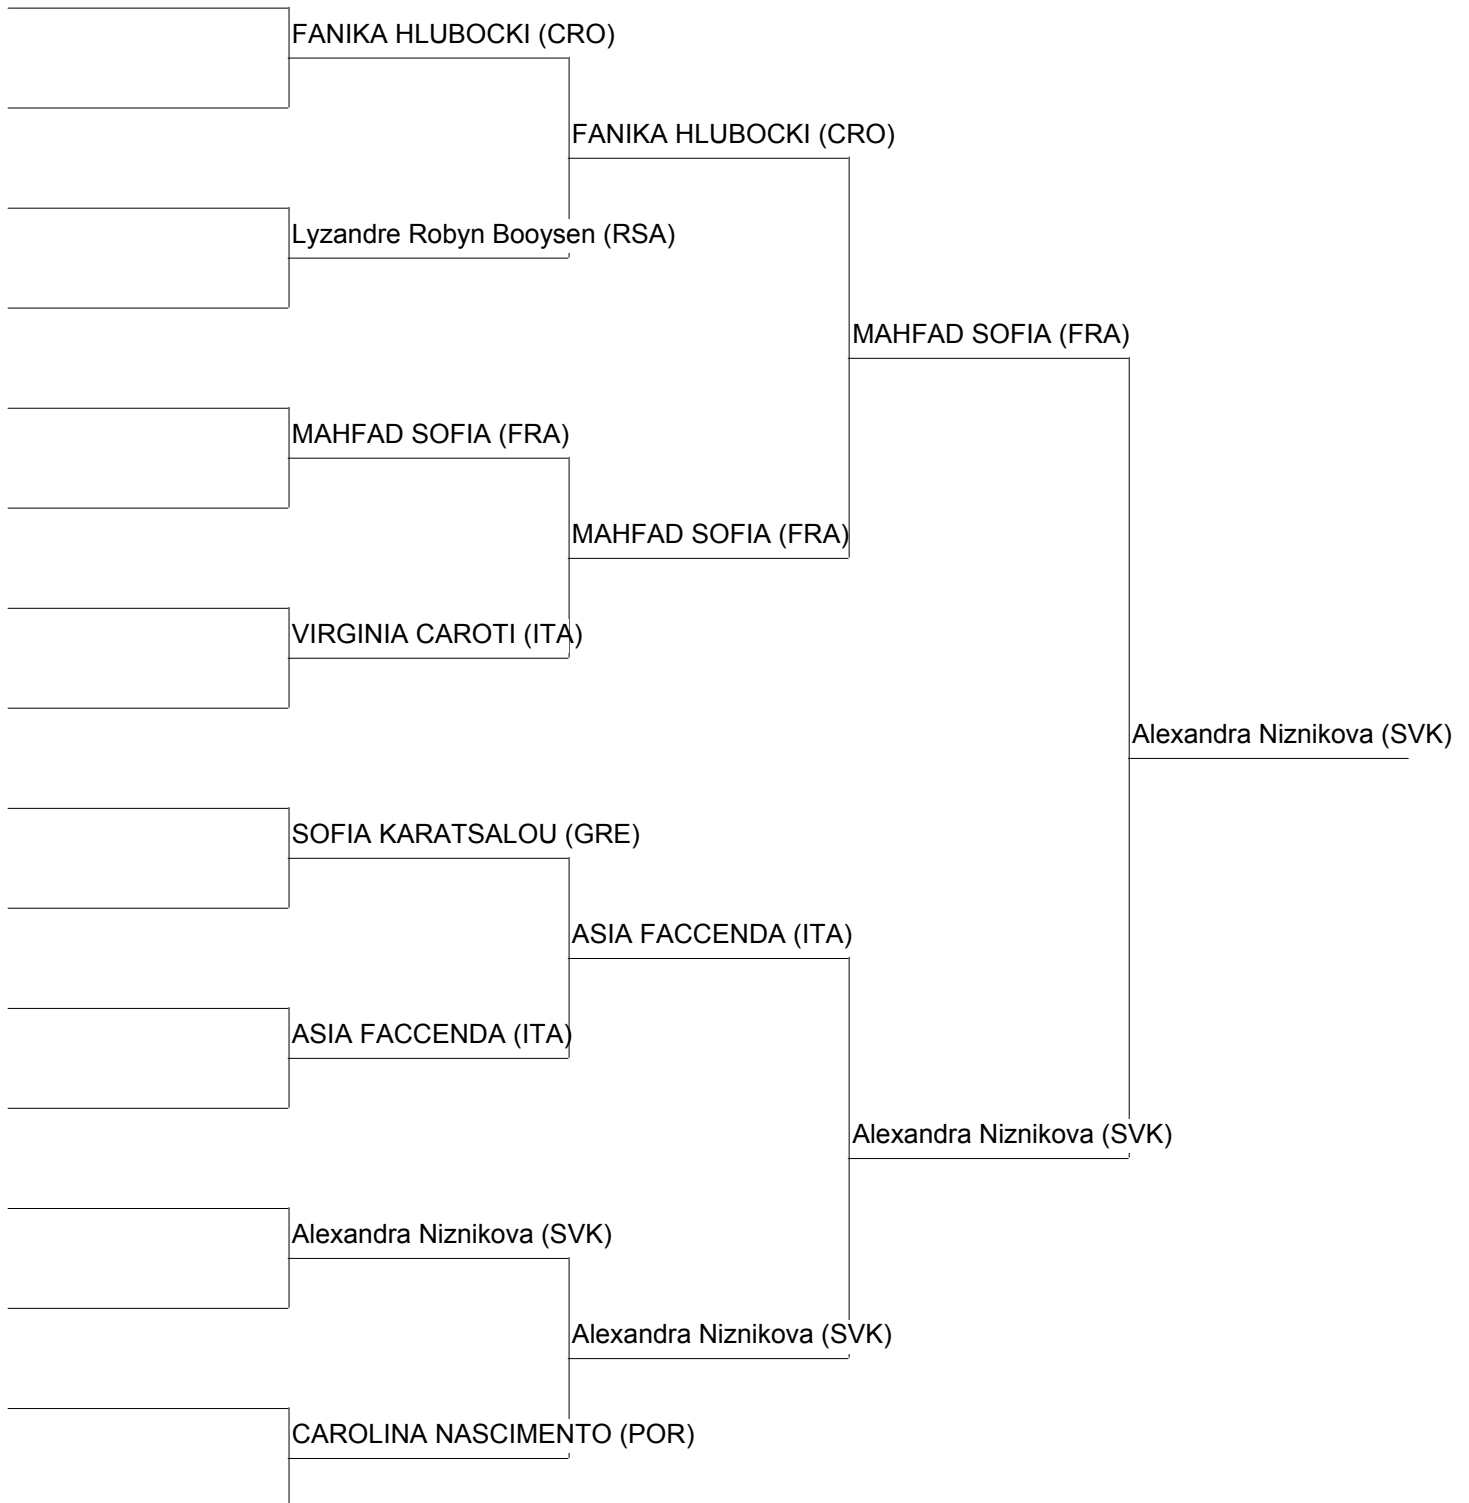 FANIKA HLUBOCKI (CRO)
FANIKA HLUBOCKI (CRO)
Lyzandre Robyn Booysen (RSA)
MAHFAD SOFIA (FRA)
MAHFAD SOFIA (FRA)
MAHFAD SOFIA (FRA)
VIRGINIA CAROTI (ITA)
Alexandra Niznikova (SVK)
SOFIA KARATSALOU (GRE)
ASIA FACCENDA (ITA)
ASIA FACCENDA (ITA)
Alexandra Niznikova (SVK)
Alexandra Niznikova (SVK)
Alexandra Niznikova (SVK)
CAROLINA NASCIMENTO (POR)